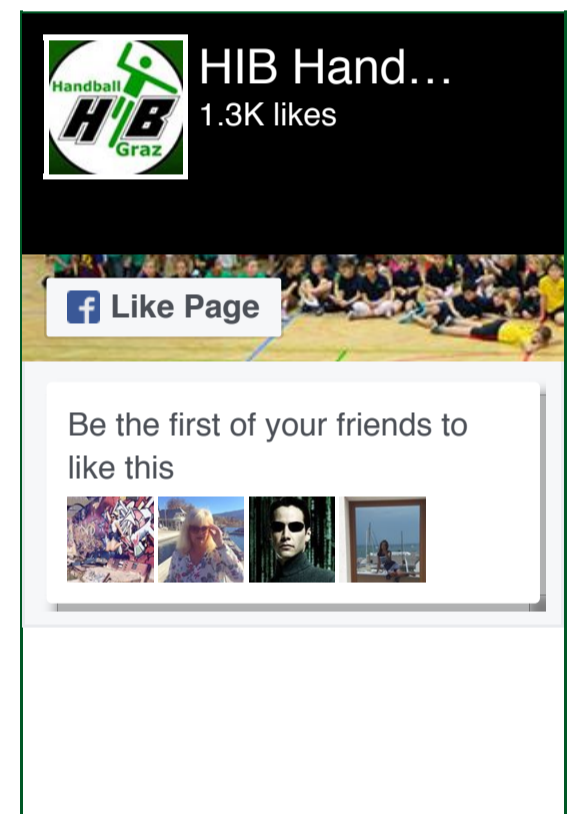 Handball
HIB
Graz
HIB Hand…
1.3K likes
f Like Page
Be the first of your friends to
like this